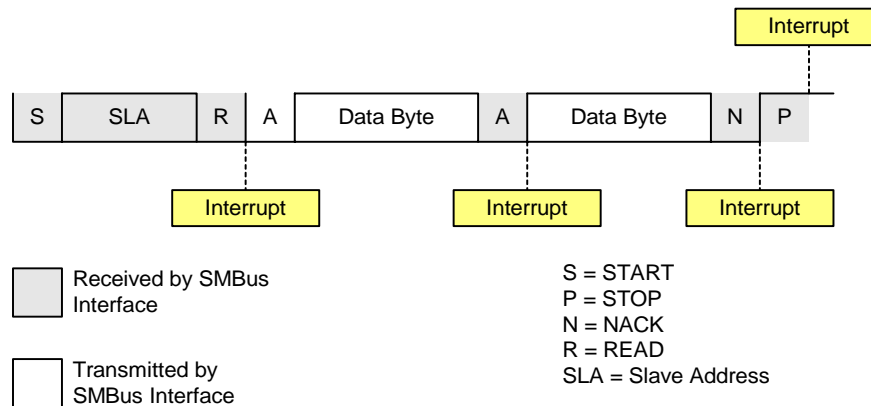 Interrupt
S SLA R A Data Byte A Data Byte N P
Interrupt Interrupt Interrupt
Received by SMBus
Interface
Transmitted by
SMBus Interface
S = START
P = STOP
N = NACK
R = READ
SLA = Slave Address